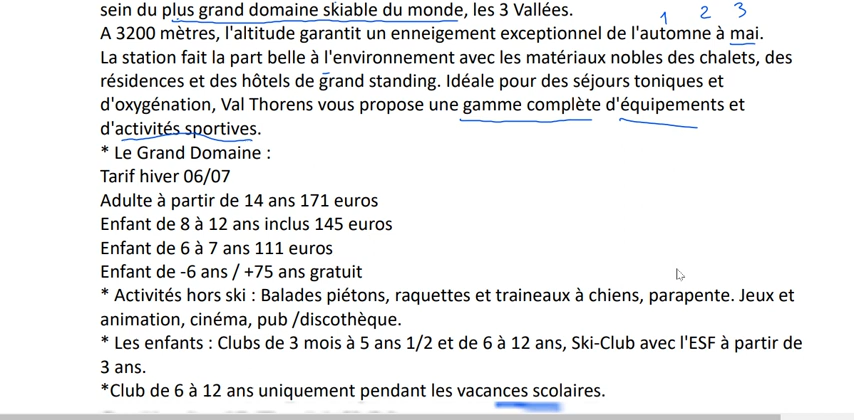 sein du plus grand domaine skiable du monde, les 3 Vallées.
1 2 3
A 3200 mètres, l'altitude garantit un enneigement exceptionnel de l'automne à mai.
La station fait la part belle à l'environnement avec les matériaux nobles des chalets, des
résidences et des hôtels de grand standing. Idéale pour des séjours toniques et
d'oxygénation, Val Thorens vous propose une gamme complète d'équipements et
d'activités sportives.
* Le Grand Domaine :
Tarif hiver 06/07
Adulte à partir de 14 ans 171 euros
Enfant de 8 à 12 ans inclus 145 euros
Enfant de 6 à 7 ans 111 euros
Enfant de -6 ans / +75 ans gratuit
* Activités hors ski : Balades piétons, raquettes et traineaux à chiens, parapente. Jeux et
animation, cinéma, pub /discothèque.
* Les enfants : Clubs de 3 mois à 5 ans 1/2 et de 6 à 12 ans, Ski-Club avec l'ESF à partir de
3 ans.
*Club de 6 à 12 ans uniquement pendant les vacances scolaires.